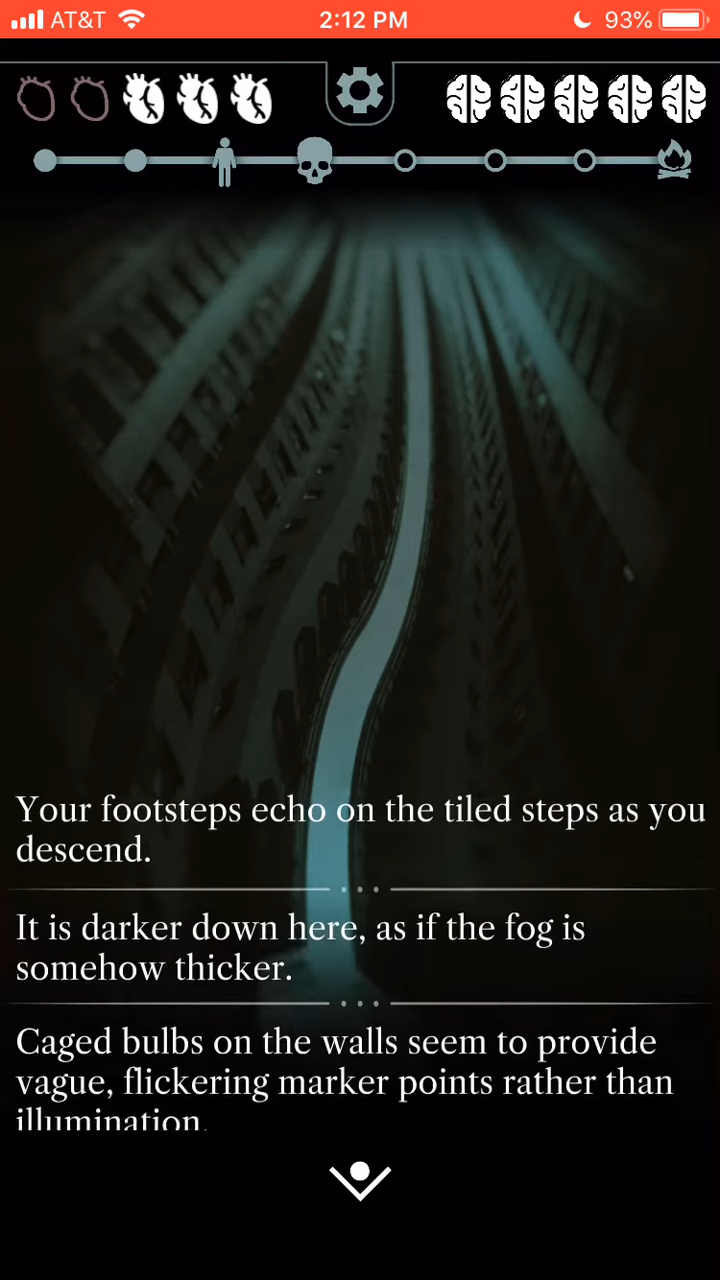 AT&T 2:12 PM 93%
Your footsteps echo on the tiled steps as you
descend.
It is darker down here, as if the fog is
somehow thicker.
Caged bulbs on the walls seem to provide
vague, flickering marker points rather than
illumination.